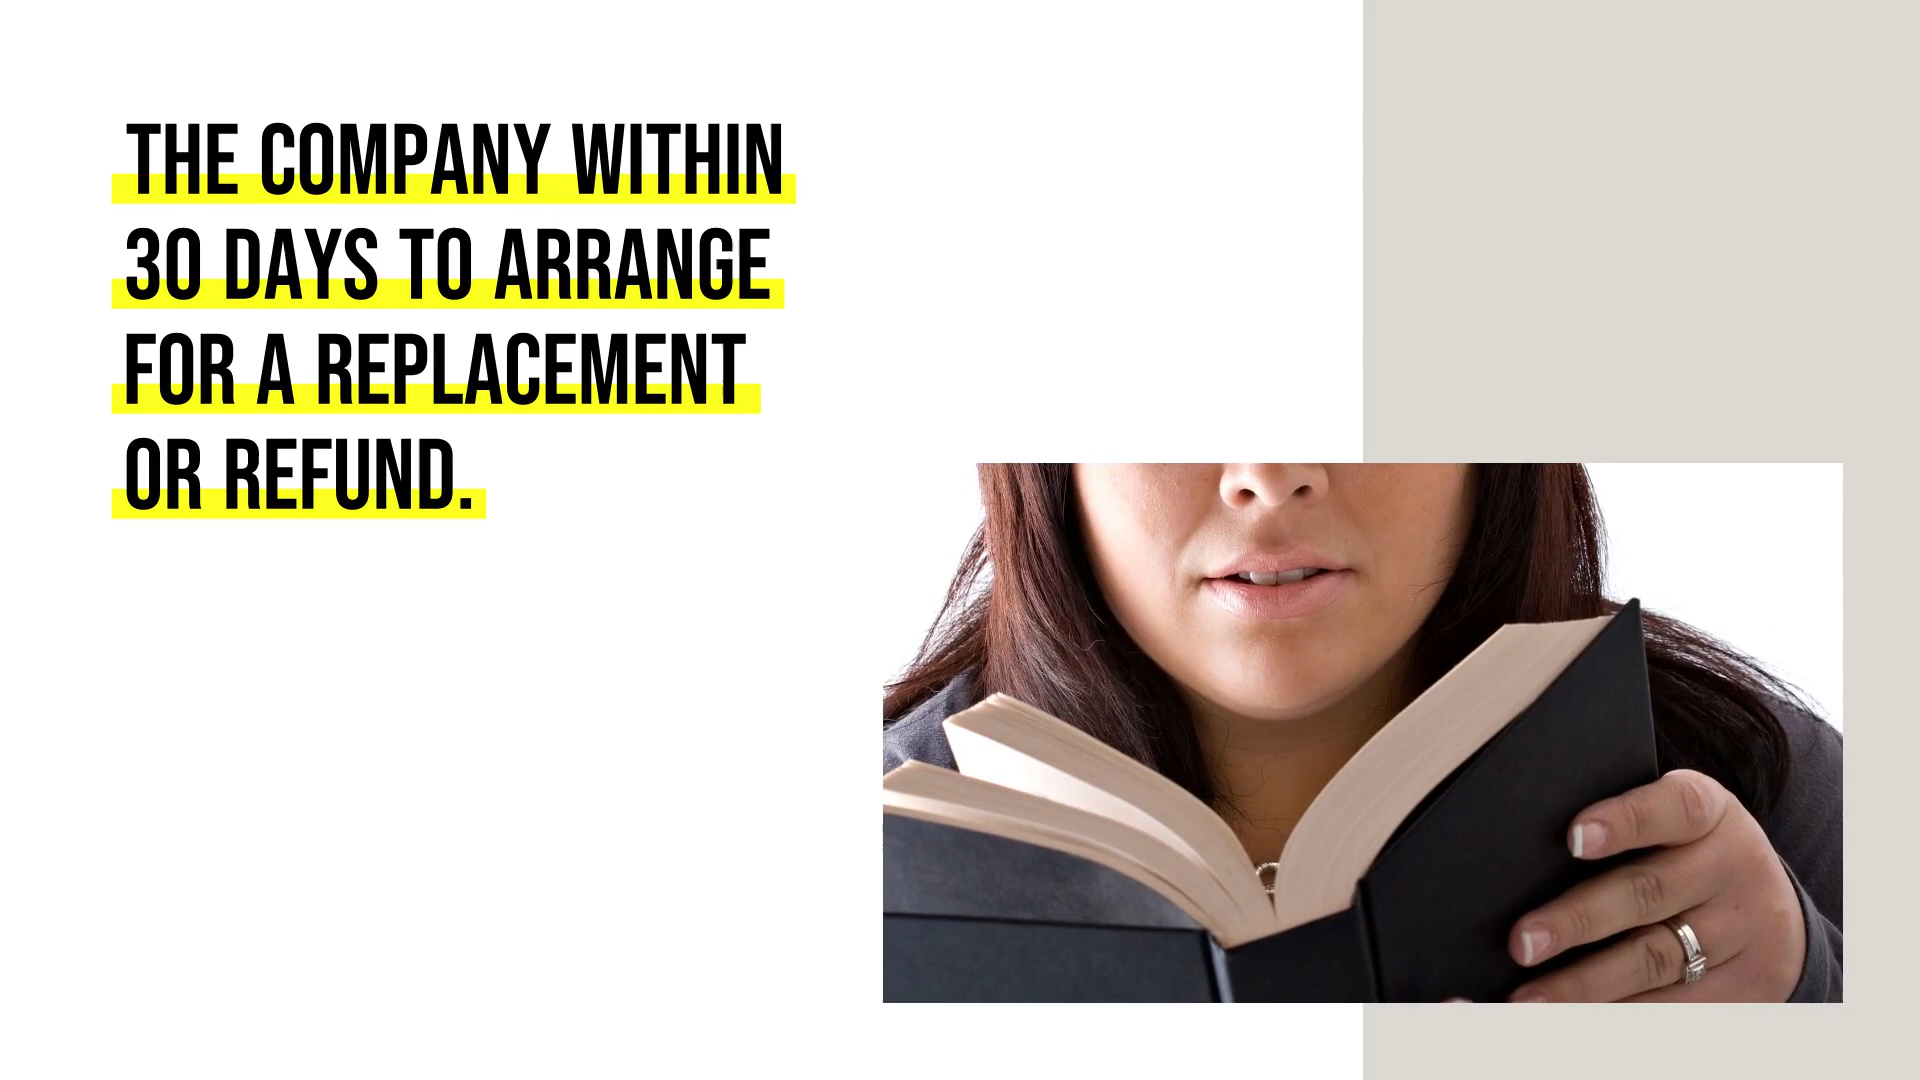 THE COMPANY WITHIN
30 DAYS TO ARRANGE
FOR A REPLACEMENT
OR REFUND.